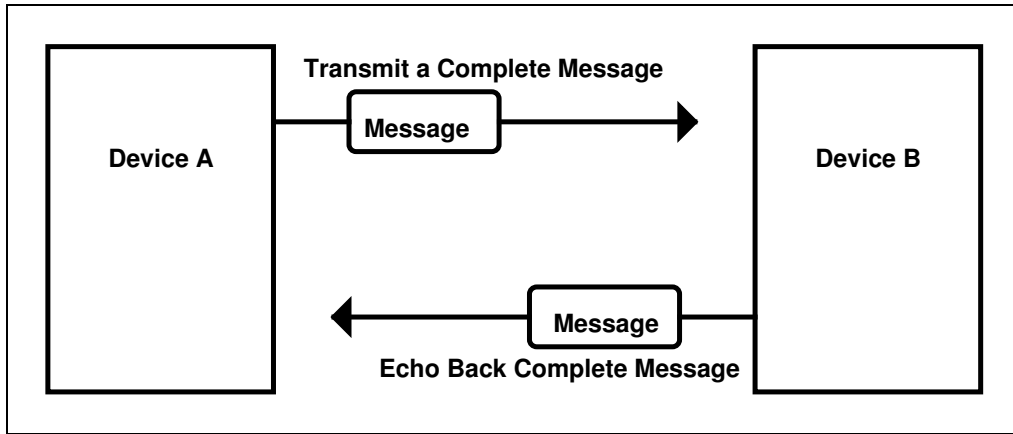 Transmit a Complete Message
Message
Device A
Device B
Message
Echo Back Complete Message